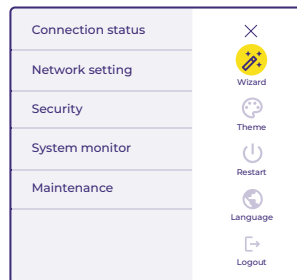 Connection status
Network setting
Security
System monitor
Maintenance
Wizard
Theme
Restart
Language
Logout